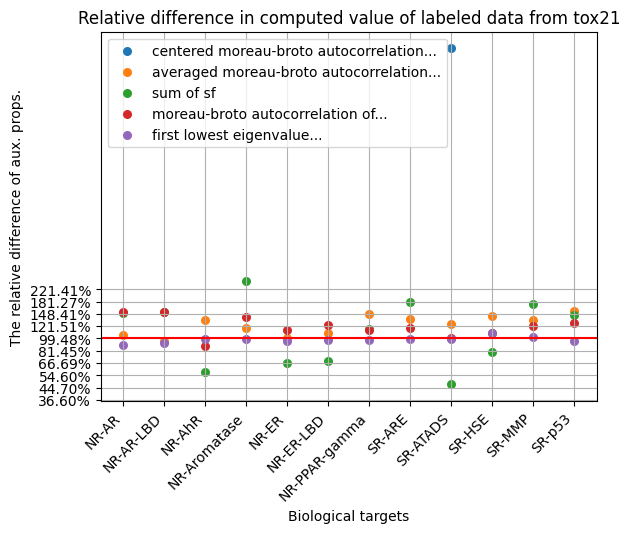 Relative difference in computed value of labeled data from tox21
centered moreau-broto autocorrelation...
averaged moreau-broto autocorrelation...
sum of sf
moreau-broto autocorrelation of...
first lowest eigenvalue...
The relative difference of aux. props.
221.41%
181.27%
148.41%
121.51%
99.48%
81.45%
66.69%
54.60%
44.70%
36.60%
NR-AR
NR-AR-LBD
NR-AhR
NR-Aromatase
NR-ER
NR-ER-LBD
NR-PPAR-gamma
SR-ARE
SR-ATADS
SR-HSE
SR-MMP
SR-p53
Biological targets